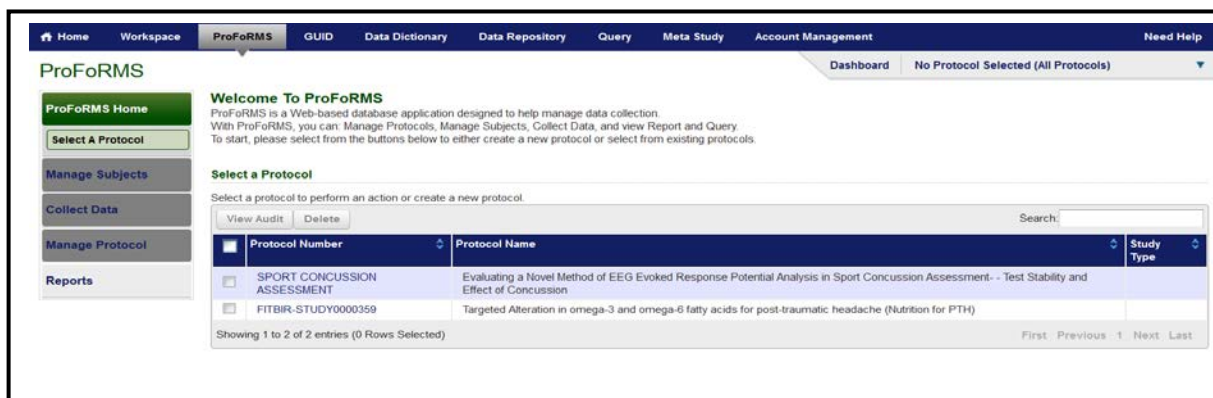 Home Workspace ProFoRMS GUID Data Dictionary Data Repository Query Meta Study Account Management Need Help
ProFoRMS
Dashboard No Protocol Selected (All Protocols)
ProFoRMS Home
Select A Protocol
Manage Subjects
Collect Data
Manage Protocol
Reports
Welcome To ProFoRMS
ProFoRMS is a Web-based database application designed to help manage data collection.
With ProFoRMS, you can: Manage Protocols, Manage Subjects, Collect Data, and view Report and Query.
To start, please select from the buttons below to either create a new protocol or select from existing protocols.
Select a Protocol
Select a protocol to perform an action or create a new protocol.
View Audit Delete Search:
Protocol Number Protocol Name Study
Type
SPORT CONCUSSION
ASSESSMENT
Evaluating a Novel Method of EEG Evoked Response Potential Analysis in Sport Concussion Assessment- - Test Stability and
Effect of Concussion
FITBIR-STUDY0000359 Targeted Alteration in omega-3 and omega-6 fatty acids for post-traumatic headache (Nutrition for PTH)
Showing 1 to 2 of 2 entries (0 Rows Selected) First Previous 1 Next Last